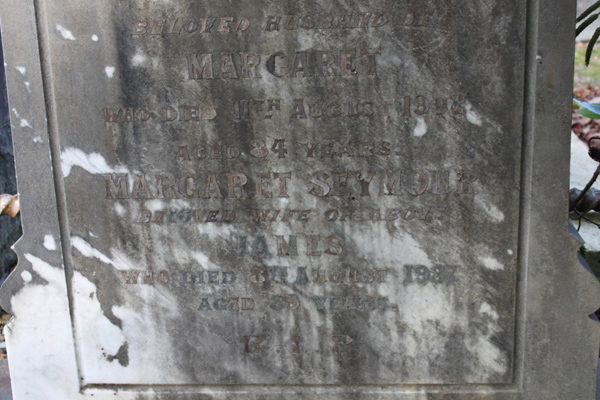 BELOVED HUSBAND OF
MARGARET
WHO DIED 11TH AUGUST
AGED 34 YEARS.
MARGARET SEYMOUR
BELOVED WIFE OF ABOVE
JAMES
WHO DIED AUGUST
AGED YEARS.
R.I.P